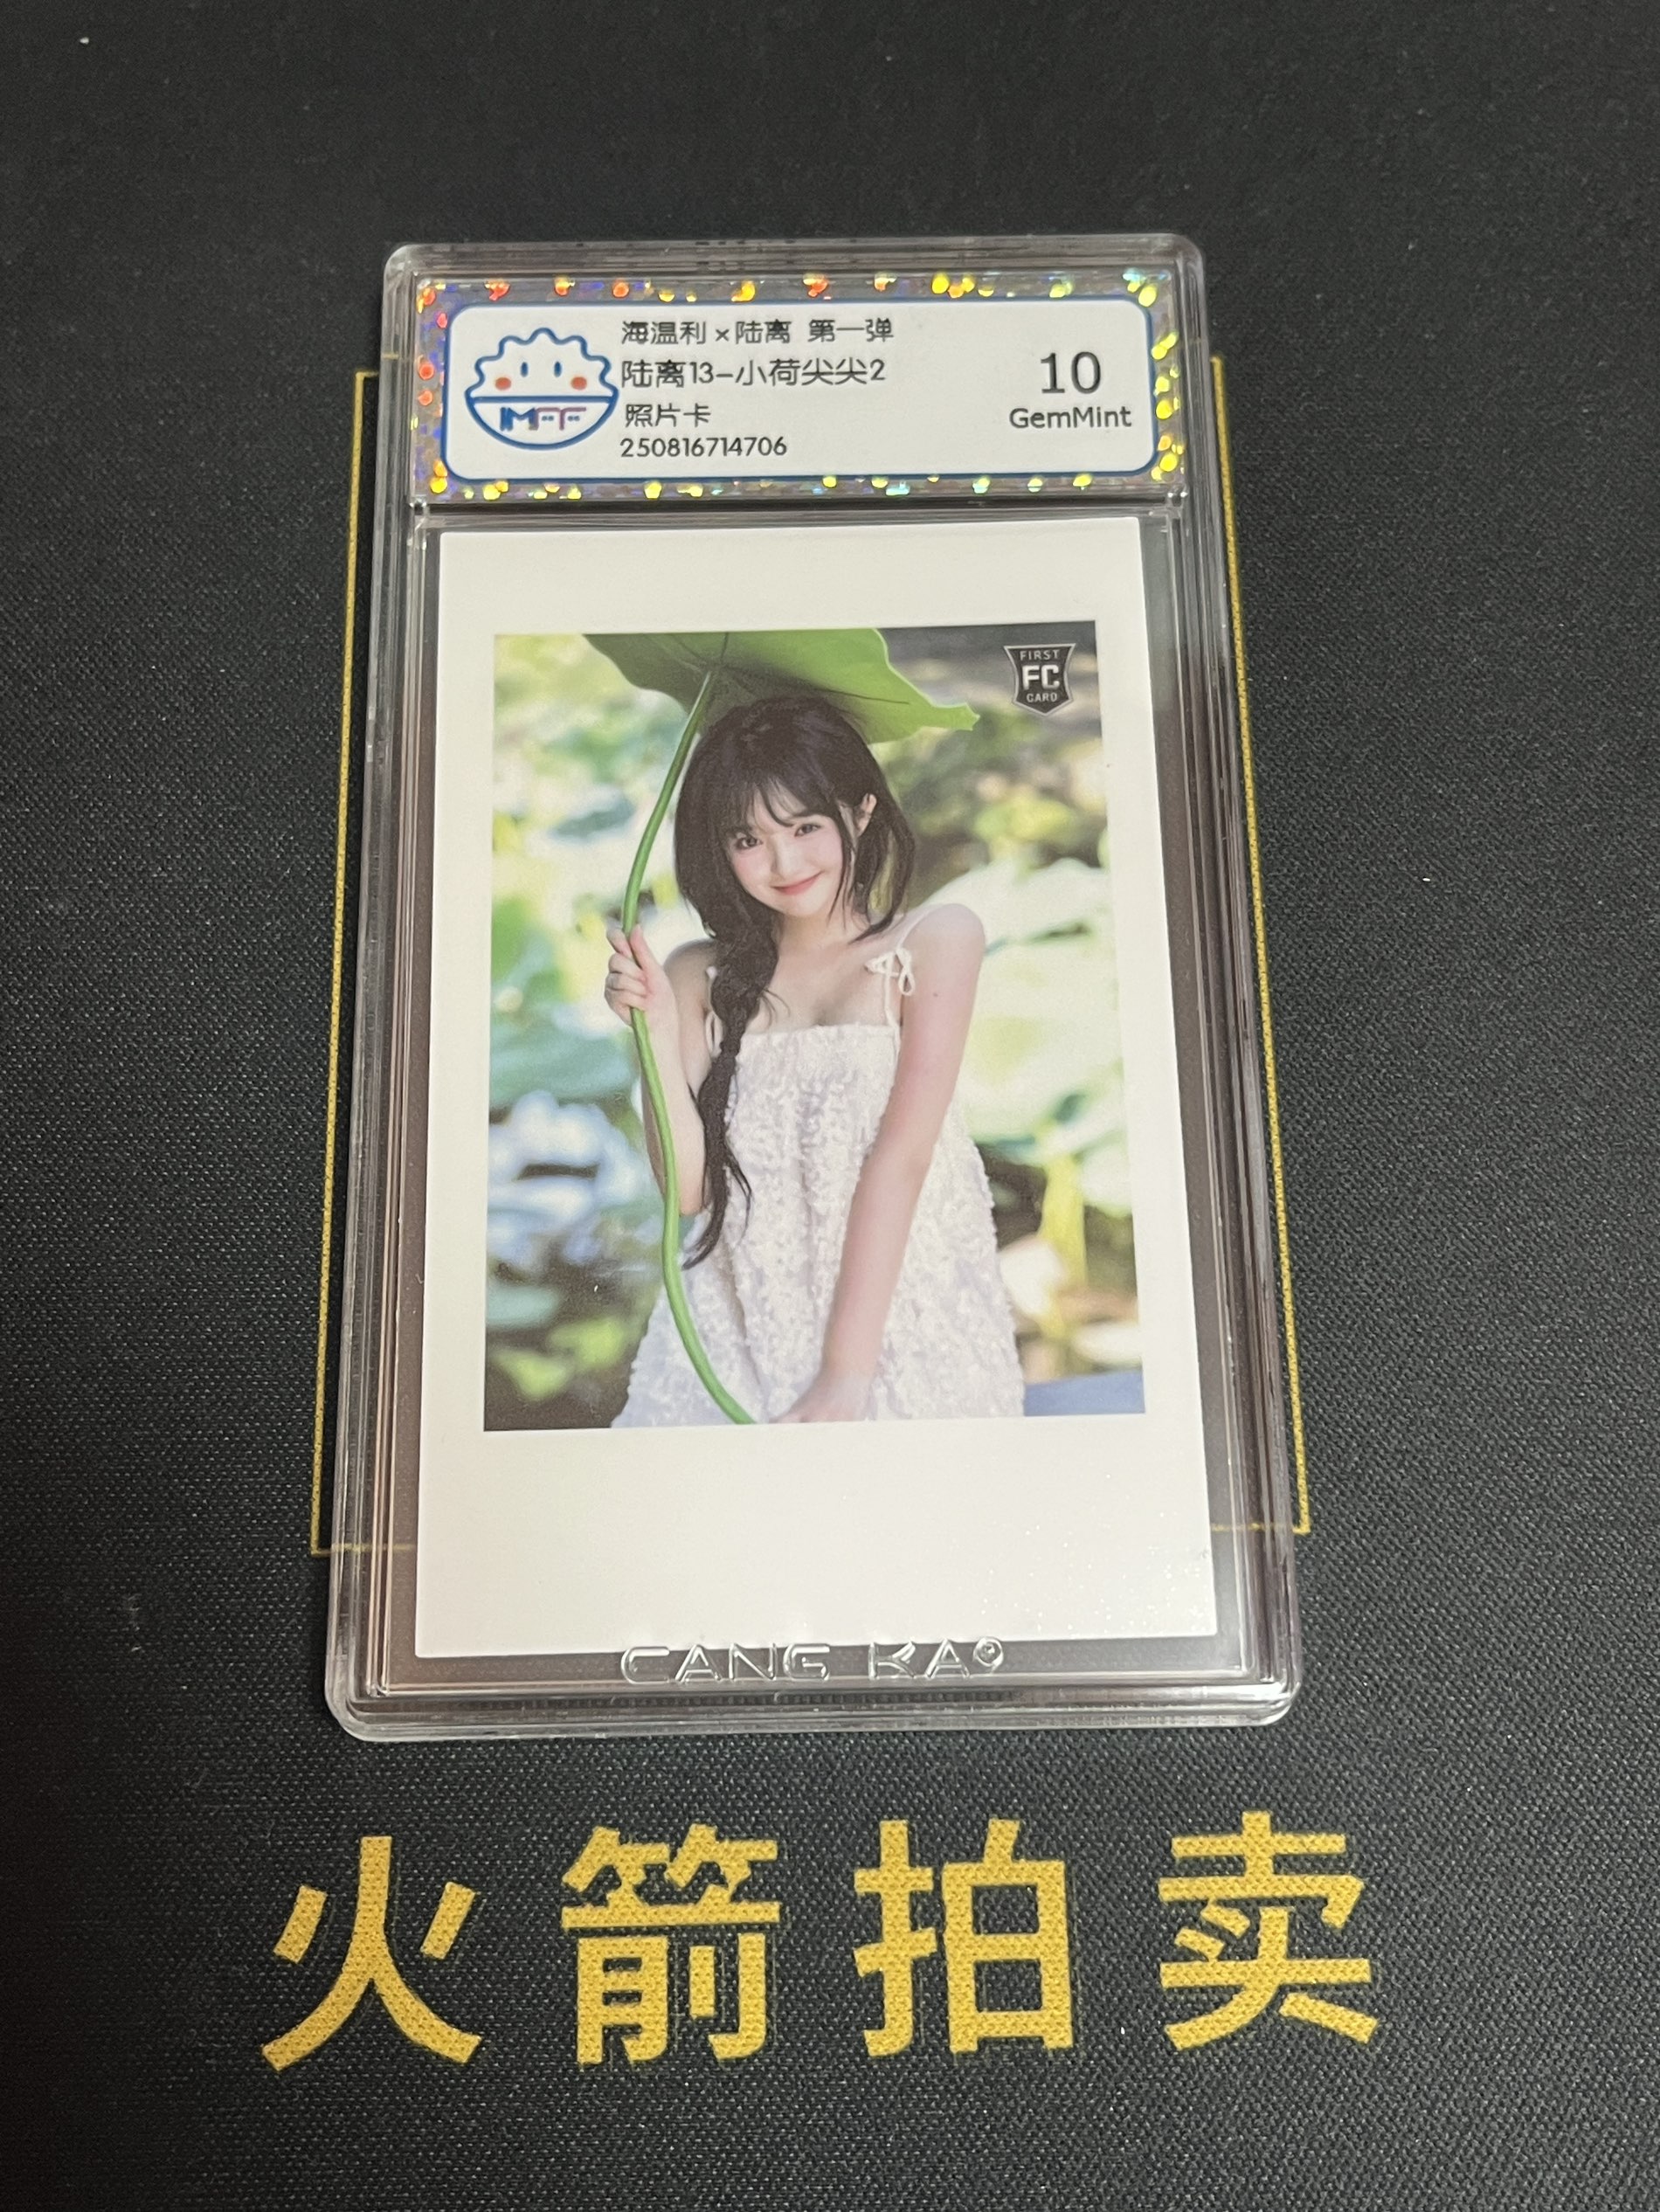 海温利×陆离 第一弹
陆离13-小荷尖尖2
照片卡
250816714706
10
GemMint
IMFF
FIRST
FC
CARD
CANG KA
火箭拍卖